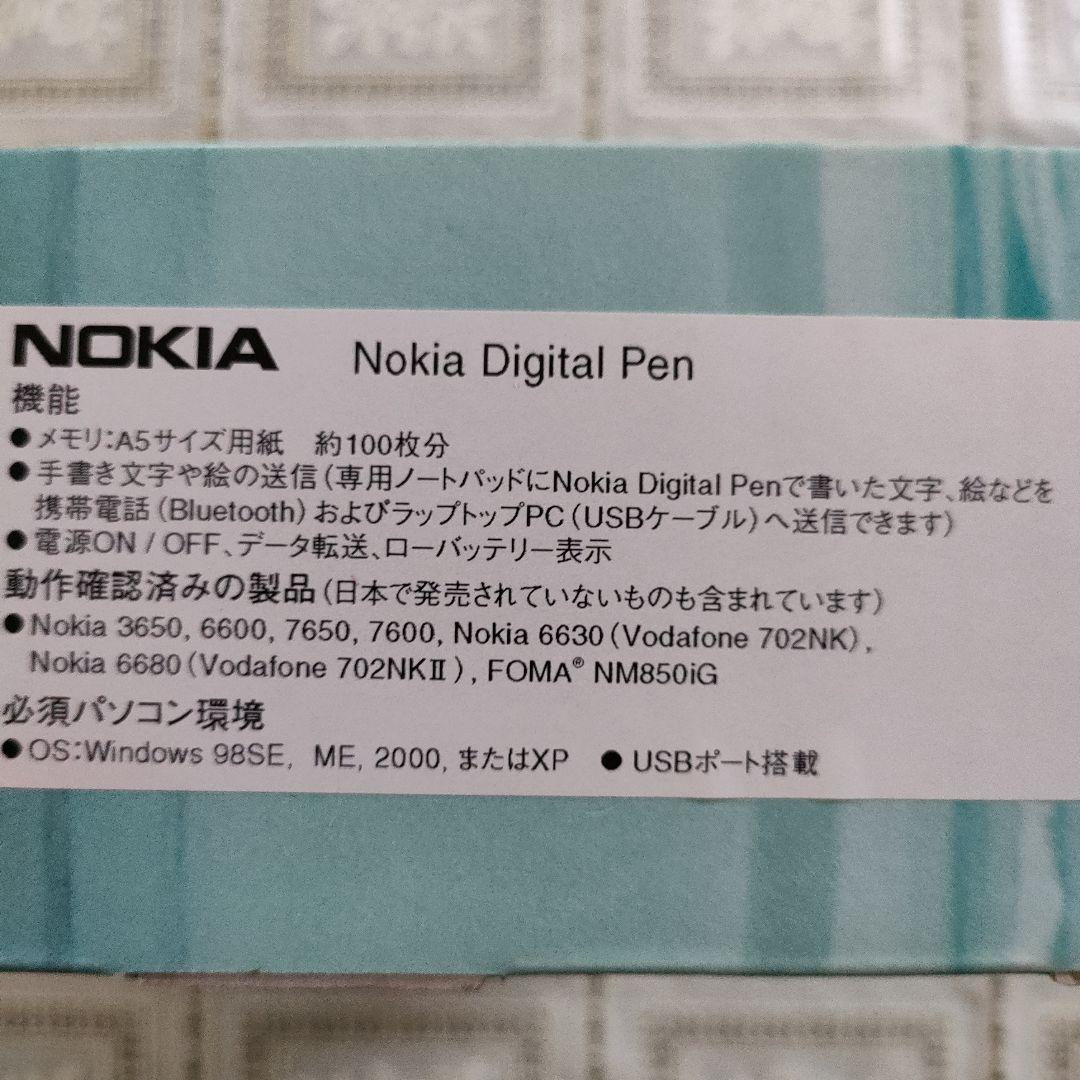 NOKIA Nokia Digital Pen
機能
●メモリ:A5サイズ用紙 約100枚分
●手書き文字や絵の送信(専用ノートパッドにNokia Digital Penで書いた文字、絵などを
携帯電話(Bluetooth)およびラップトップPC(USBケーブル)へ送信できます)
●電源ON / OFF、データ転送、ローバッテリー表示
動作確認済みの製品(日本で発売されていないものも含まれています)
●Nokia 3650, 6600, 7650, 7600, Nokia 6630(Vodafone 702NK),
Nokia 6680(Vodafone 702NKⅡ), FOMA® NM850iG
必須パソコン環境
●OS:Windows 98SE, ME, 2000, またはXP ●USBポート搭載